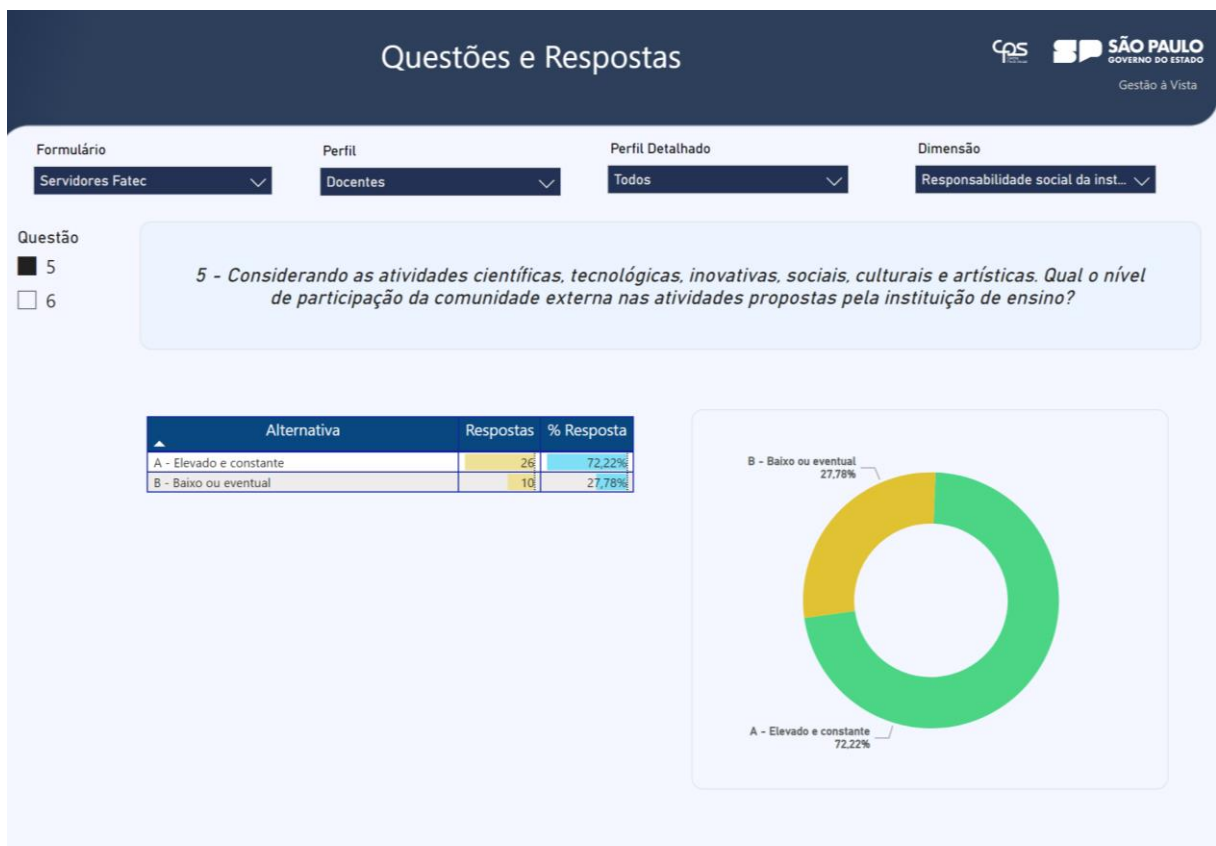 Questões e Respostas
cps
SP SÃO PAULO
GOVERNO DO ESTADO
Gestão à Vista
Formulário
Servidores Fatec
Perfil
Docentes
Perfil Detalhado
Todos
Dimensão
Responsabilidade social da inst...
Questão
5
6
5 - Considerando as atividades científicas, tecnológicas, inovativas, sociais, culturais e artísticas. Qual o nível
de participação da comunidade externa nas atividades propostas pela instituição de ensino?
Alternativa Respostas % Resposta
A - Elevado e constante 26 72,22%
B - Baixo ou eventual 10 27,78%
B - Baixo ou eventual
27,78%
A - Elevado e constante
72,22%